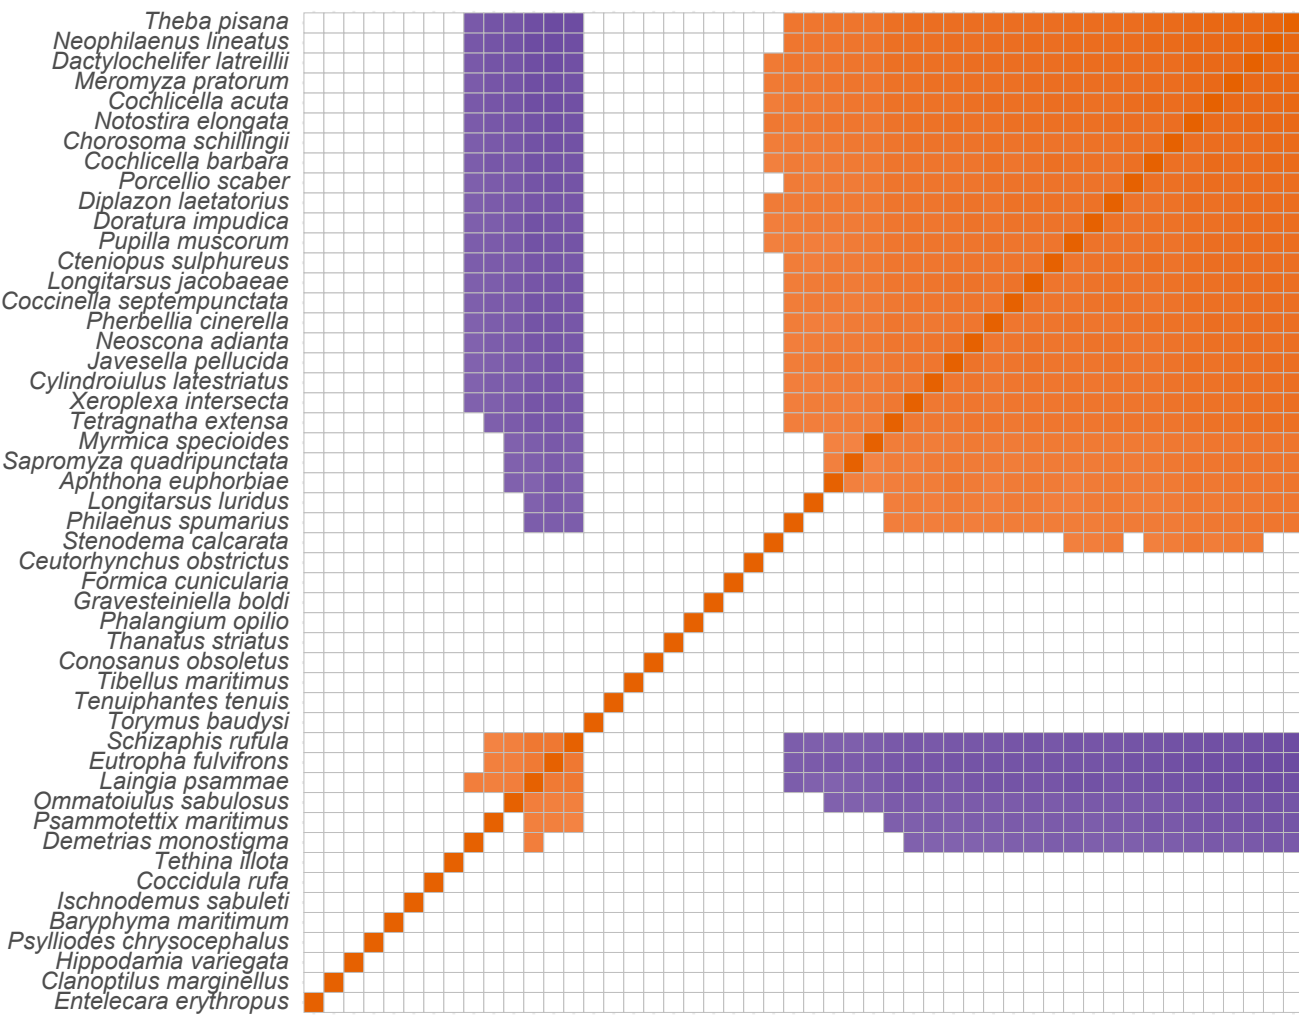 Theba pisana
Neophilaenus lineatus
Dactylochelifer latreillii
Meromyza pratorum
Cochlicella acuta
Notostira elongata
Chorosoma schillingii
Cochlicella barbara
Porcellio scaber
Diplazon laetatorius
Doratura impudica
Pupilla muscorum
Cteniopus sulphureus
Longitarsus jacobaeae
Coccinella septempunctata
Pherbellia cinerella
Neoscona adianta
Javesella pellucida
Cylindroiulus latestriatus
Xeroplexa intersecta
Tetragnatha extensa
Myrmica specioides
Sapromyza quadripunctata
Aphthona euphorbiae
Longitarsus luridus
Philaenus spumarius
Stenodema calcarata
Ceutorhynchus obstrictus
Formica cunicularia
Gravesteiniella boldi
Phalangium opilio
Thanatus striatus
Conosanus obsoletus
Tibellus maritimus
Tenuiphantes tenuis
Torymus baudysi
Schizaphis rufula
Eutropha fulvifrons
Laingia psammae
Ommatoiulus sabulosus
Psammotettix maritimus
Demetrias monostigma
Tethina illota
Coccidula rufa
Ischnodemus sabuleti
Baryphyma maritimum
Psylliodes chrysocephalus
Hippodamia variegata
Clanoptilus marginellus
Entelecara erythropus